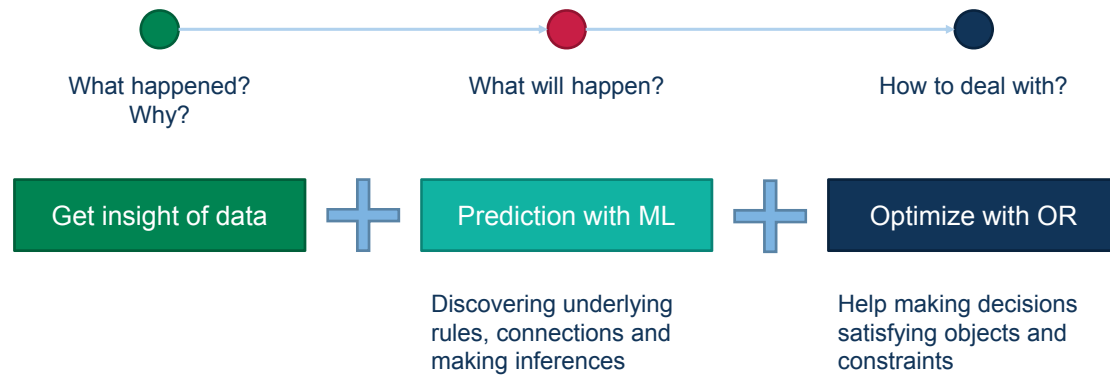 What happened?
Why?
What will happen?
How to deal with?
Get insight of data
Prediction with ML
Optimize with OR
Discovering underlying
rules, connections and
making inferences
Help making decisions
satisfying objects and
constraints